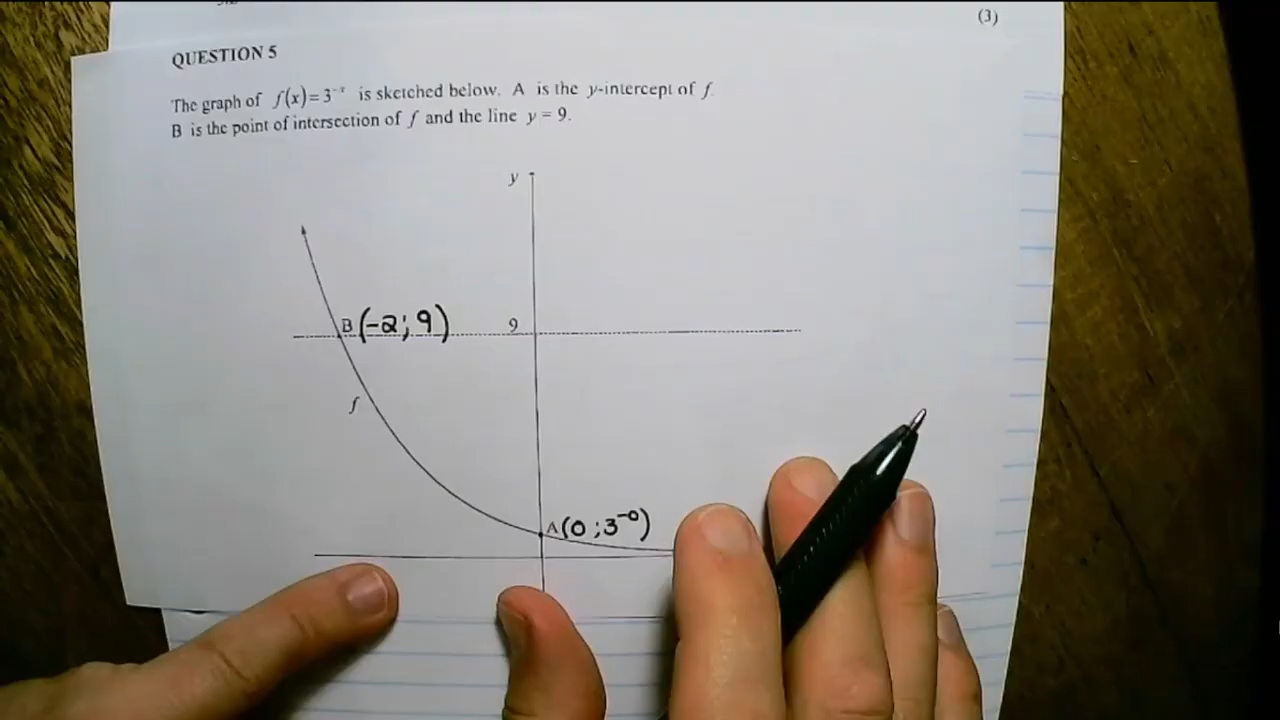 (3)
QUESTION 5
The graph of f(x)=3⁻ˣ is sketched below. A is the y-intercept of f.
B is the point of intersection of f and the line y = 9.
y
B (-2; 9)
9
f
A (0 ; 3⁻⁰)